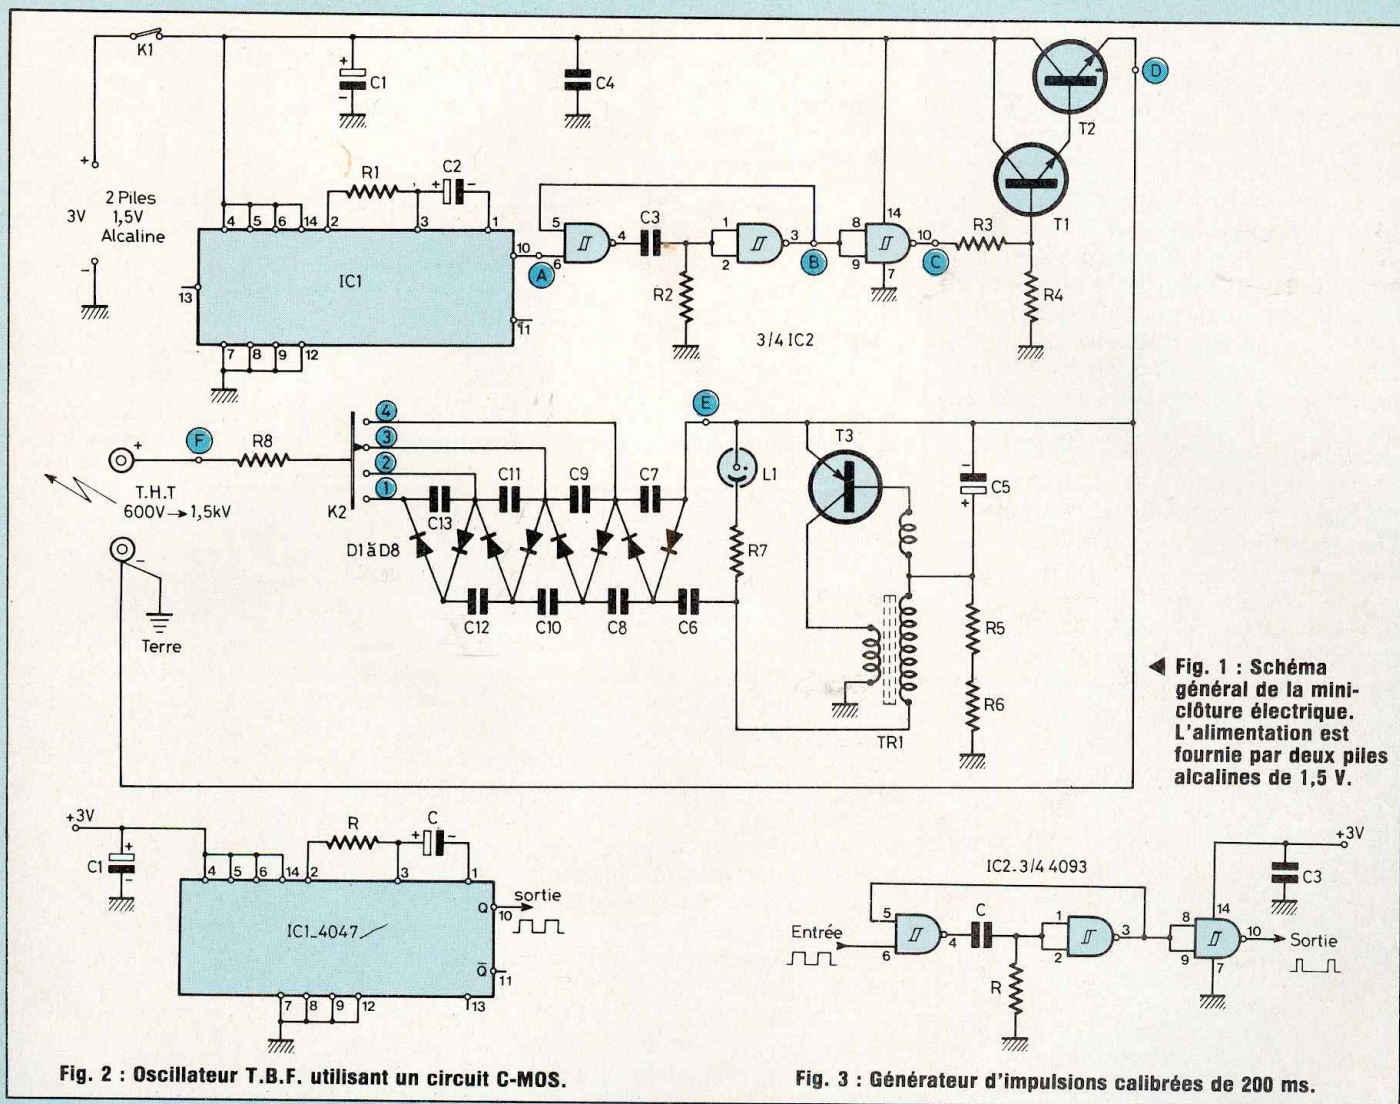 K1
C1
C4
D
T2
T1
2 Piles
1,5V
Alcaline
3V
+
−
R1
C2
+ −
4 5 6 14 2 3 1
IC1
10
A
6
5
4
C3
R2
1
2
3
B
8
9
14
7
10
C
R3
R4
13
11
7 8 9 12
3/4 IC2
E
F
R8
4
3
2
1
K2
T.H.T
600V→1,5kV
+
−
Terre
C13
C11
C9
C7
D1 à D8
C12
C10
C8
C6
L1
R7
T3
C5
−
+
R5
R6
TR1
◀ Fig. 1 : Schéma
général de la mini-
clôture électrique.
L'alimentation est
fournie par deux piles
alcalines de 1,5 V.
+3V
C1
+
−
R
C
+ −
4 5 6 14 2 3 1
IC1_4047
Q
10
sortie
Q̄
11
7 8 9 12 13
Fig. 2 : Oscillateur T.B.F. utilisant un circuit C-MOS.
+3V
IC2_3/4 4093
C3
Entrée
5
6
4
C
R
1
2
3
8
9
14
7
10
Sortie
Fig. 3 : Générateur d'impulsions calibrées de 200 ms.